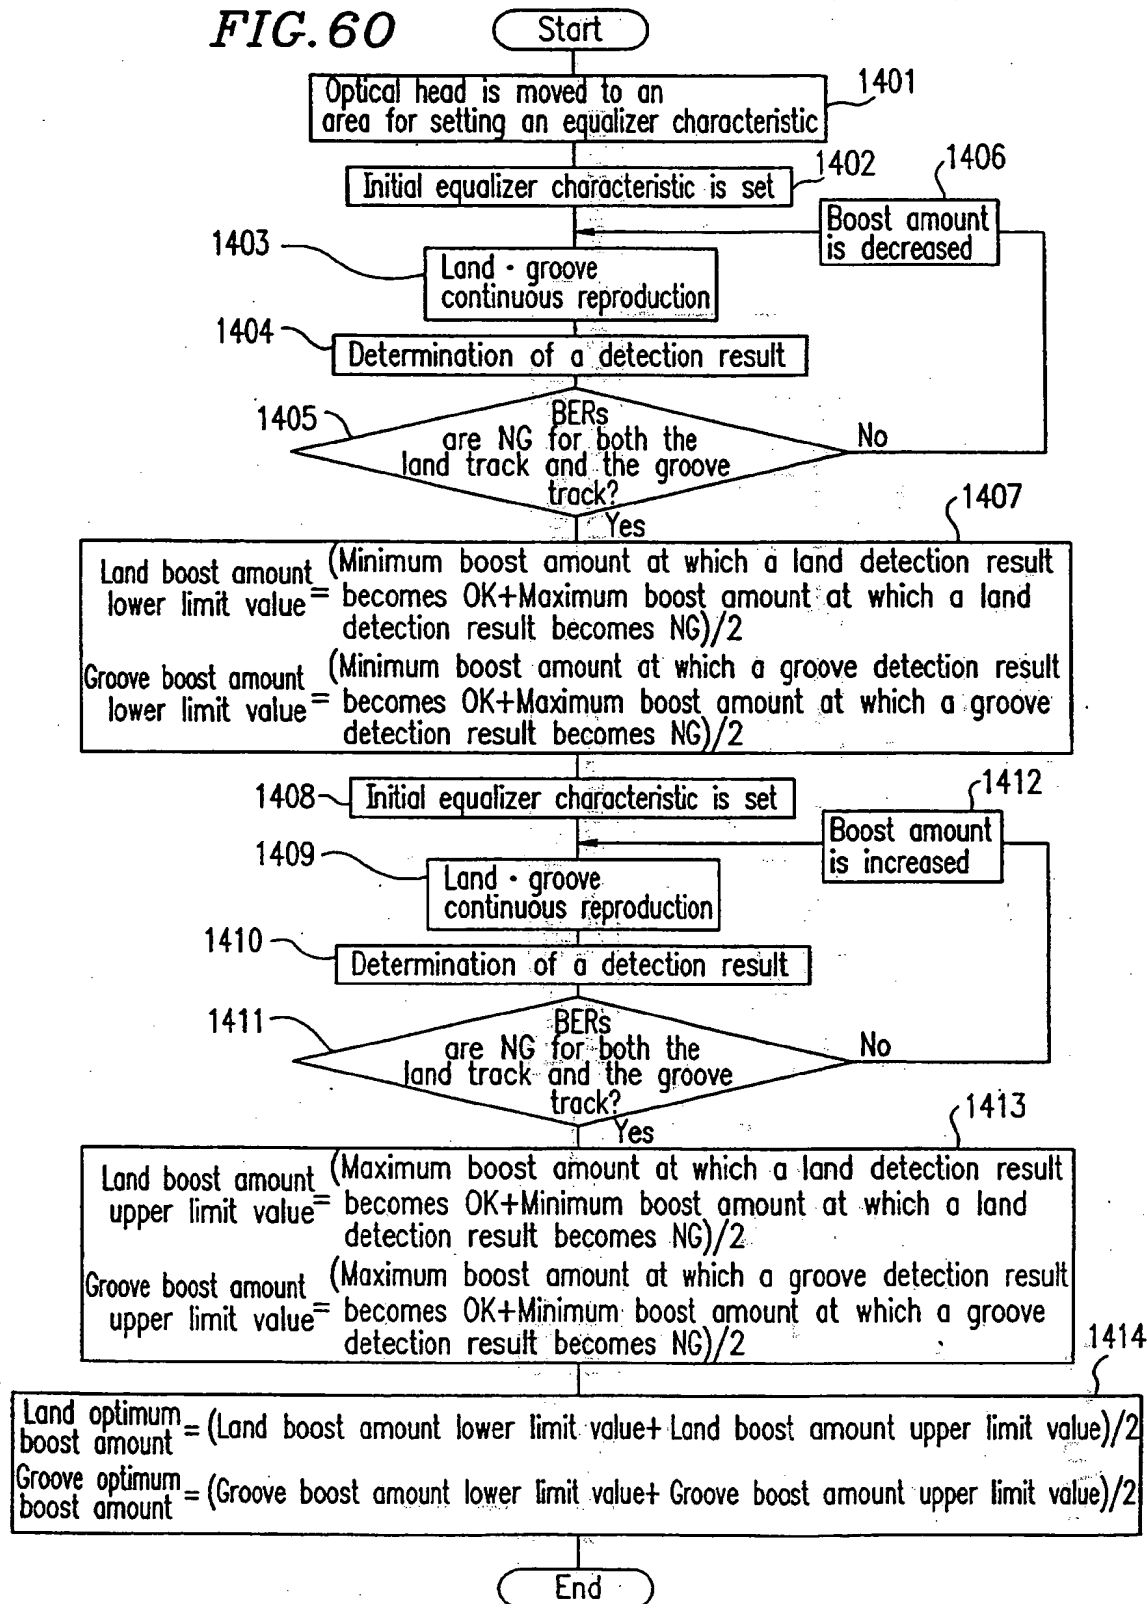 FIG.60
Start
1401
Optical head is moved to an
area for setting an equalizer characteristic
1402
Initial equalizer characteristic is set
1406
Boost amount
is decreased
1403
Land · groove
continuous reproduction
1404
Determination of a detection result
1405
BERs
are NG for both the
land track and the groove
track?
No
Yes
1407
Land boost amount
lower limit value
= (Minimum boost amount at which a land detection result
becomes OK+Maximum boost amount at which a land
detection result becomes NG)/2
Groove boost amount
lower limit value
= (Minimum boost amount at which a groove detection result
becomes OK+Maximum boost amount at which a groove
detection result becomes NG)/2
1408
Initial equalizer characteristic is set
1412
Boost amount
is increased
1409
Land · groove
continuous reproduction
1410
Determination of a detection result
1411
BERs
are NG for both the
land track and the groove
track?
No
Yes
1413
Land boost amount
upper limit value
= (Maximum boost amount at which a land detection result
becomes OK+Minimum boost amount at which a land
detection result becomes NG)/2
Groove boost amount
upper limit value
= (Maximum boost amount at which a groove detection result
becomes OK+Minimum boost amount at which a groove
detection result becomes NG)/2
1414
Land optimum
boost amount
= (Land boost amount lower limit value+ Land boost amount upper limit value)/2
Groove optimum
boost amount
= (Groove boost amount lower limit value+ Groove boost amount upper limit value)/2
End